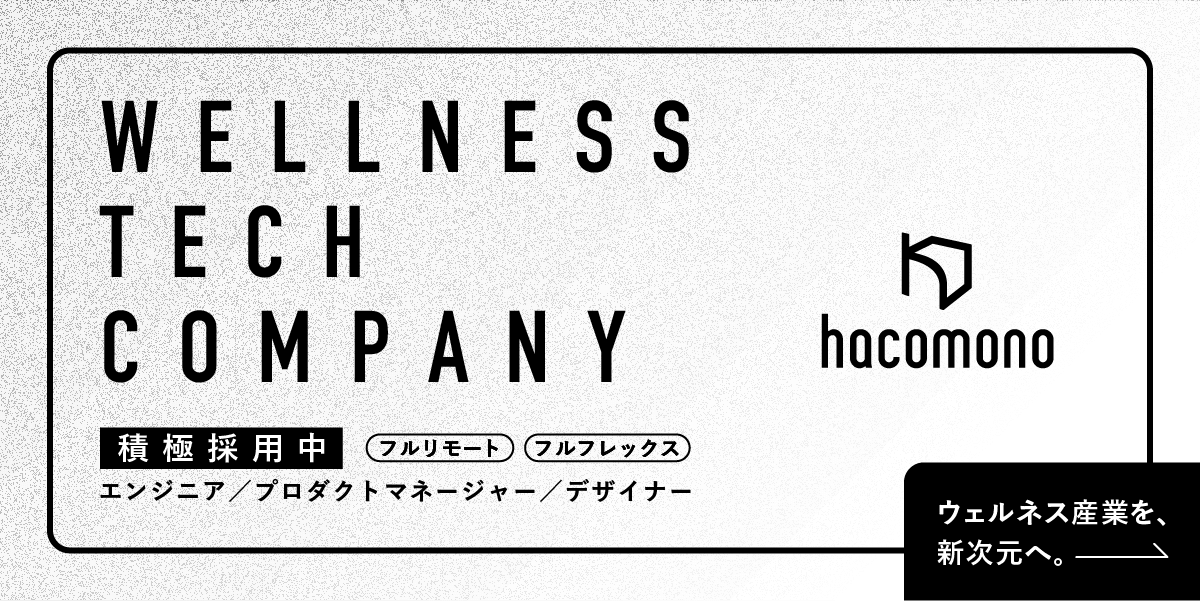 WELLNESS
TECH
COMPANY
hacomono
積極採用中
フルリモート
フルフレックス
エンジニア／プロダクトマネージャー／デザイナー
ウェルネス産業を、
新次元へ。